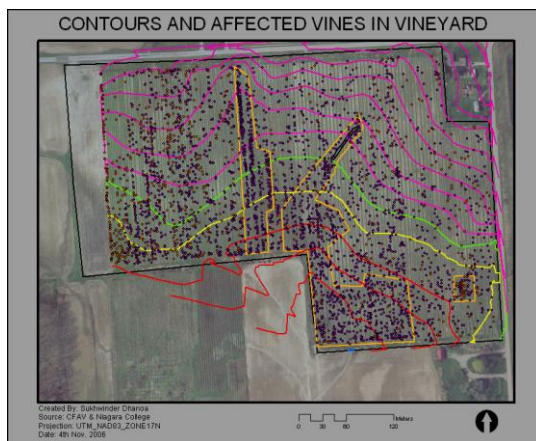 CONTOURS AND AFFECTED VINES IN VINEYARD
Created By: Sukhwinder Dhanoa
Source: CFAV & Niagara College
Projection: UTM_NAD83_ZONE17N
Date: 4th Nov, 2006
Meters
0 30 60 120